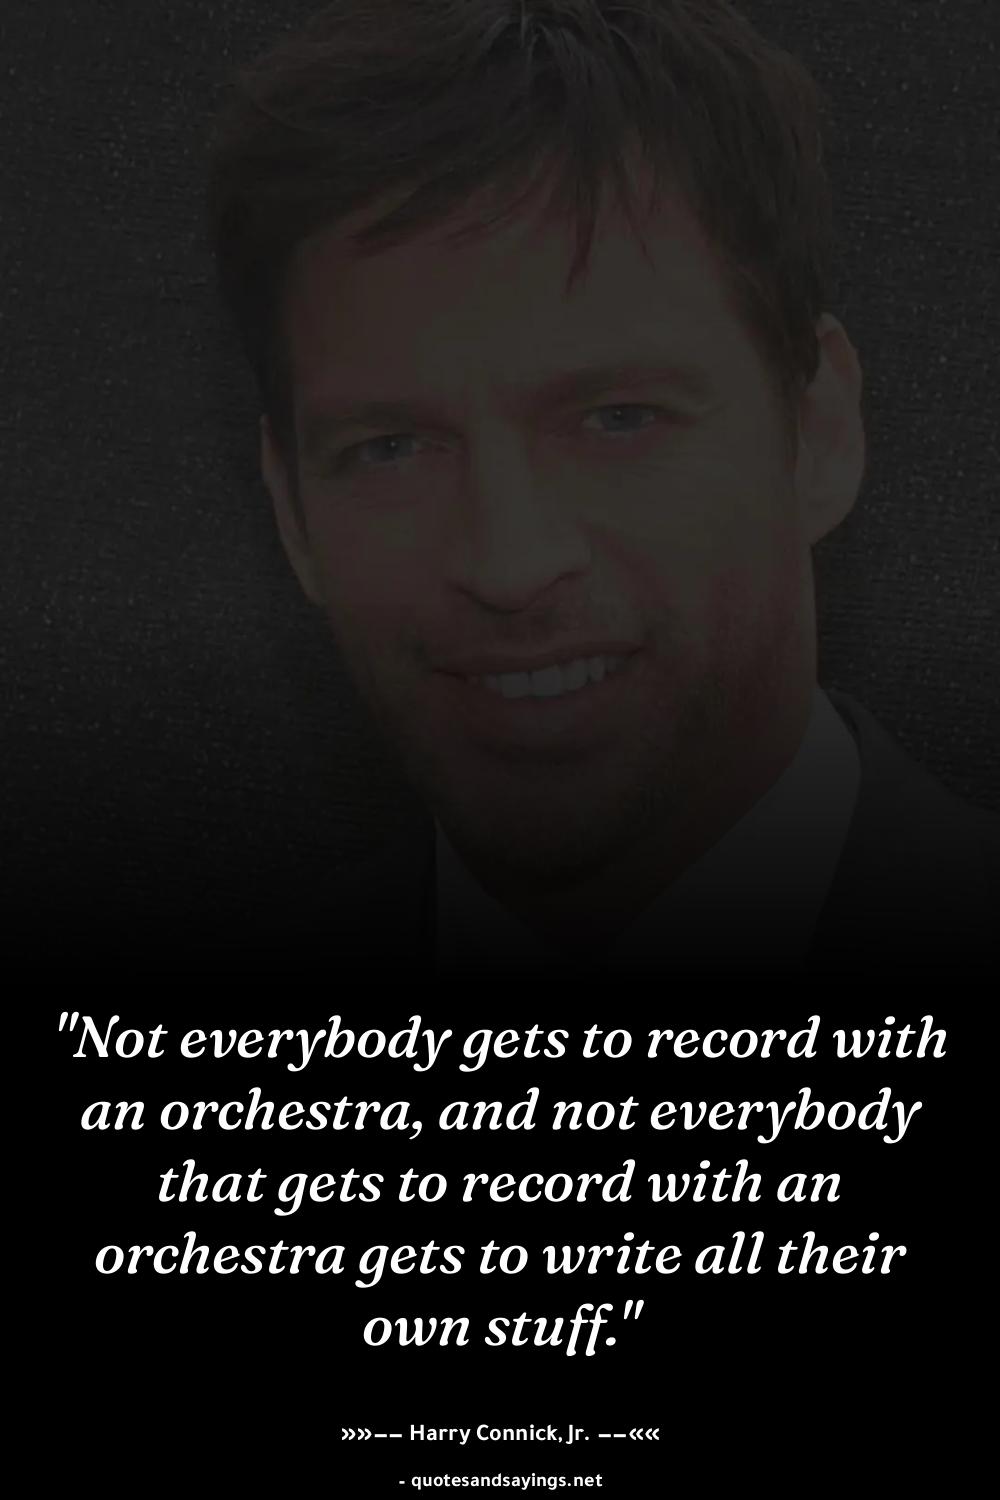 "Not everybody gets to record with
an orchestra, and not everybody
that gets to record with an
orchestra gets to write all their
own stuff."
»»−− Harry Connick, Jr. −−««
- quotesandsayings.net